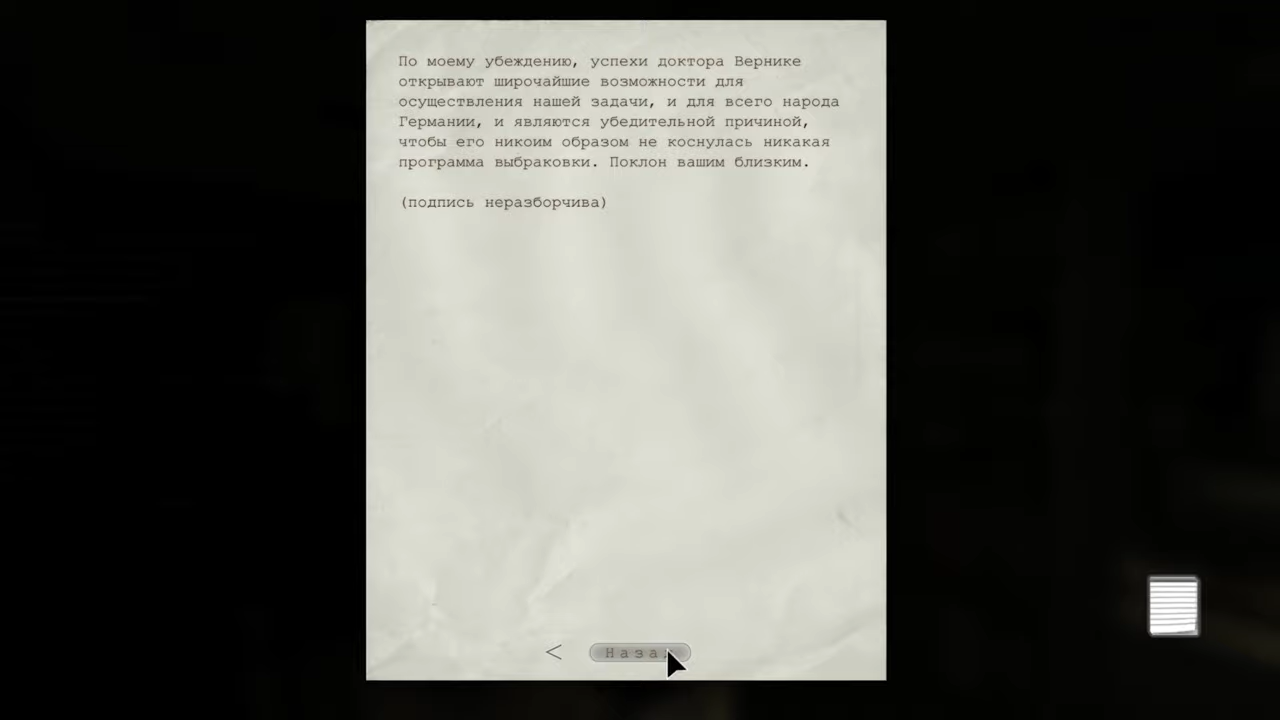 По моему убеждению, успехи доктора Вернике
открывают широчайшие возможности для
осуществления нашей задачи, и для всего народа
Германии, и являются убедительной причиной,
чтобы его никоим образом не коснулась никакая
программа выбраковки. Поклон вашим близким.
(подпись неразборчива)
< Назад